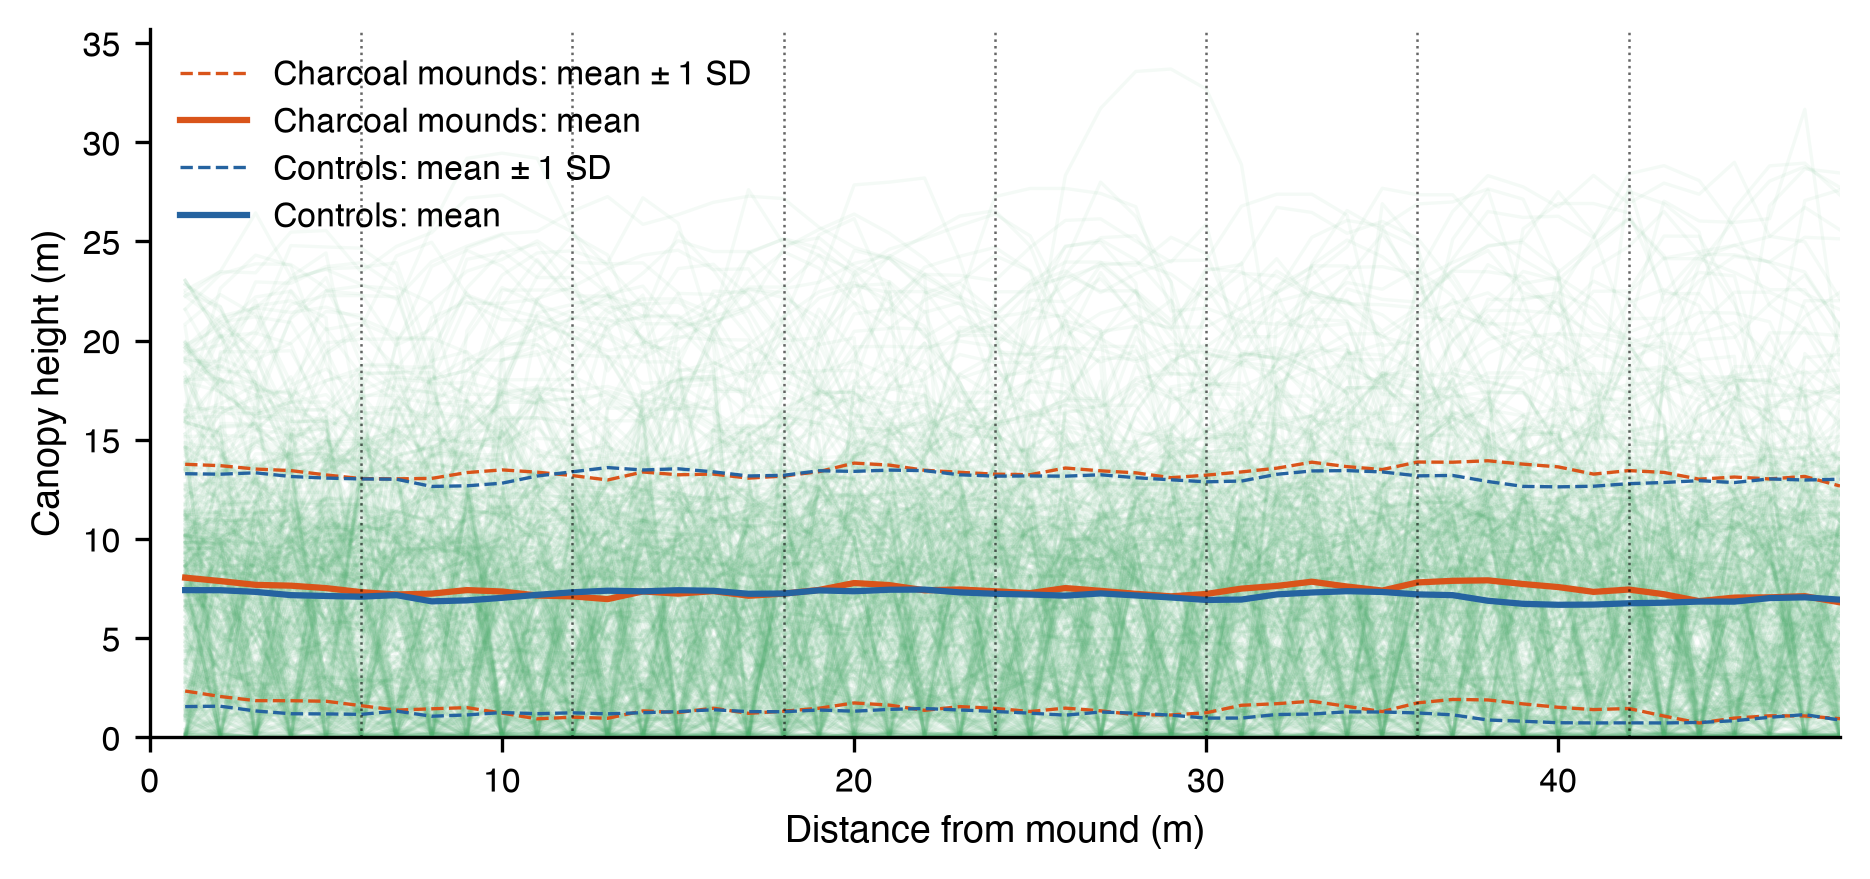 Charcoal mounds: mean ± 1 SD
Charcoal mounds: mean
Controls: mean ± 1 SD
Controls: mean
Canopy height (m)
35
30
25
20
15
10
5
0
0 10 20 30 40
Distance from mound (m)